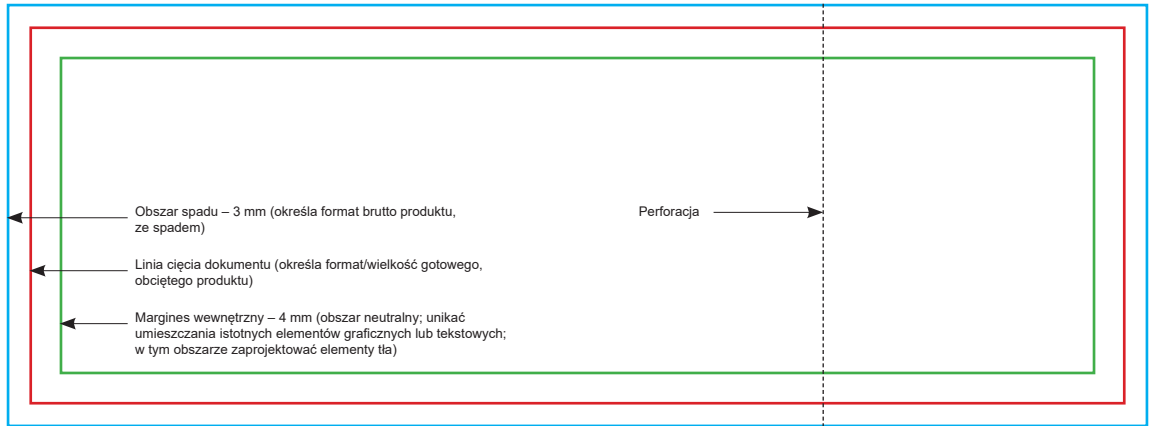 Obszar spadu – 3 mm (określa format brutto produktu,
ze spadem)
Perforacja
Linia cięcia dokumentu (określa format/wielkość gotowego,
obciętego produktu)
Margines wewnętrzny – 4 mm (obszar neutralny; unikać
umieszczania istotnych elementów graficznych lub tekstowych;
w tym obszarze zaprojektować elementy tła)